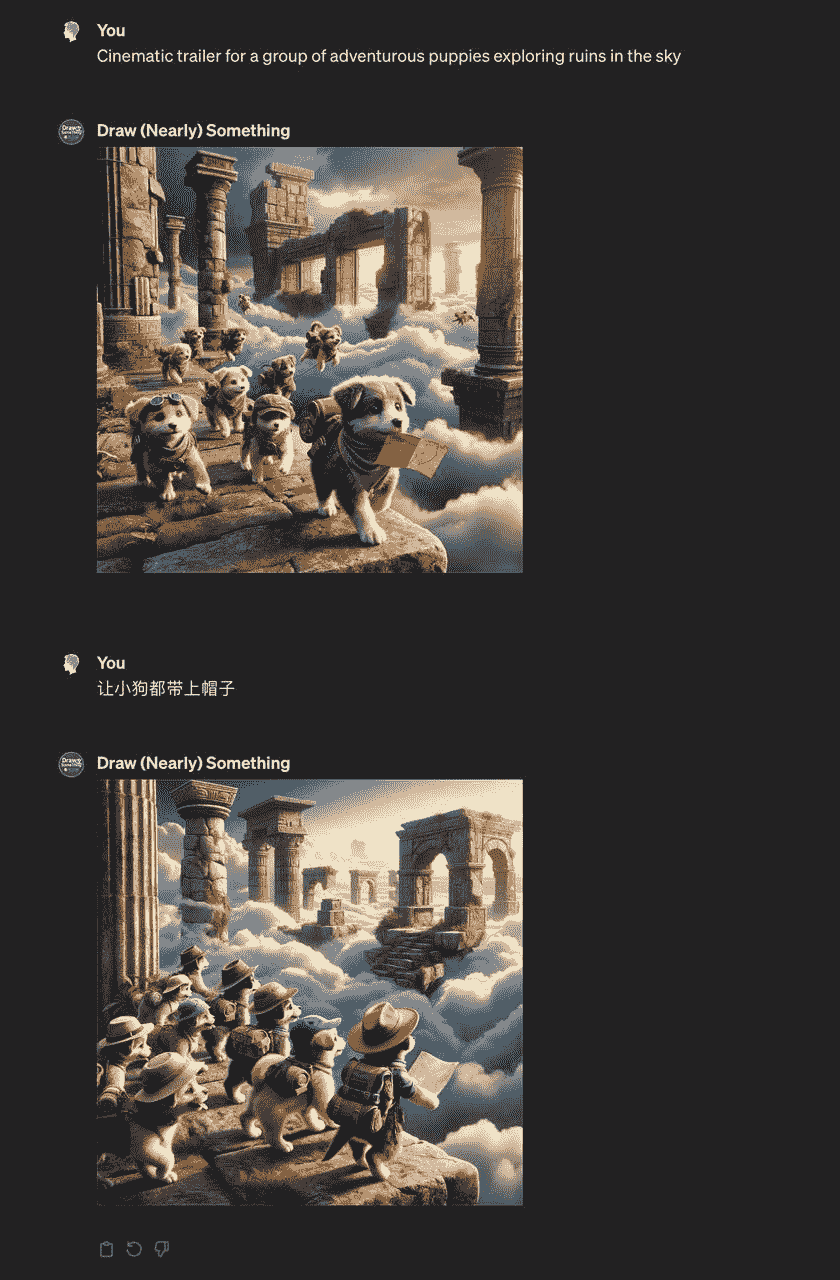 You
Cinematic trailer for a group of adventurous puppies exploring ruins in the sky
Draw (Nearly) Something
You
让小狗都带上帽子
Draw (Nearly) Something